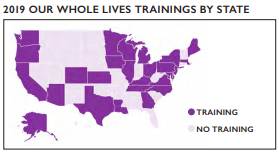 2019 OUR WHOLE LIVES TRAININGS BY STATE
TRAINING
NO TRAINING